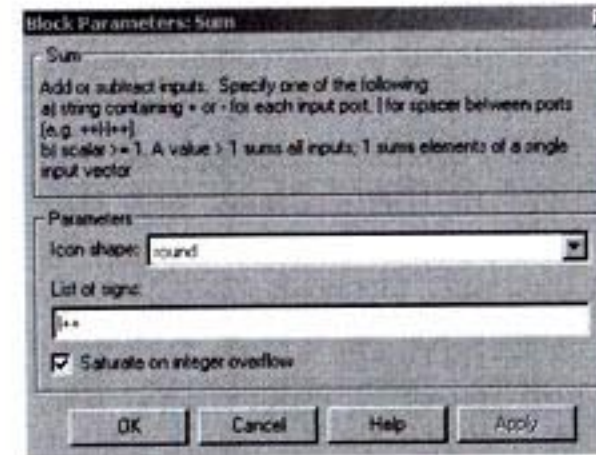 Block Parameters: Sum
Sum
Add or subtract inputs. Specify one of the following:
a) string containing + or - for each input port, | for spacer between ports
(e.g. ++|-|++)
b) scalar >= 1. A value > 1 sums all inputs; 1 sums elements of a single
input vector
Parameters
Icon shape: round
List of signs:
|++
Saturate on integer overflow
OK
Cancel
Help
Apply